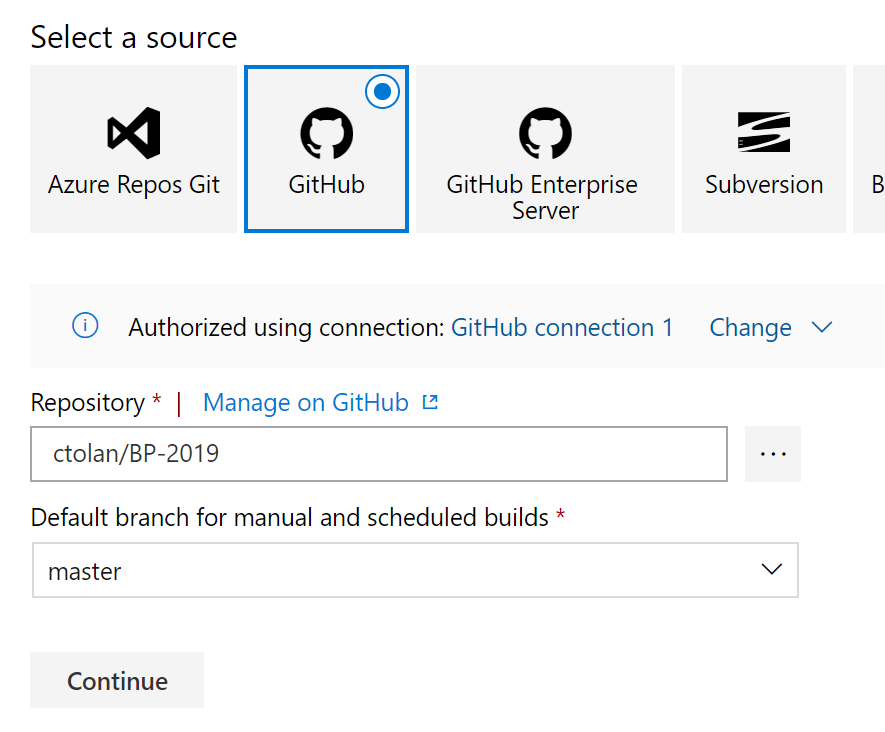 Select a source
Azure Repos Git
GitHub
GitHub Enterprise
Server
Subversion
B
Authorized using connection: GitHub connection 1 Change
Repository * | Manage on GitHub
ctolan/BP-2019
...
Default branch for manual and scheduled builds *
master
Continue